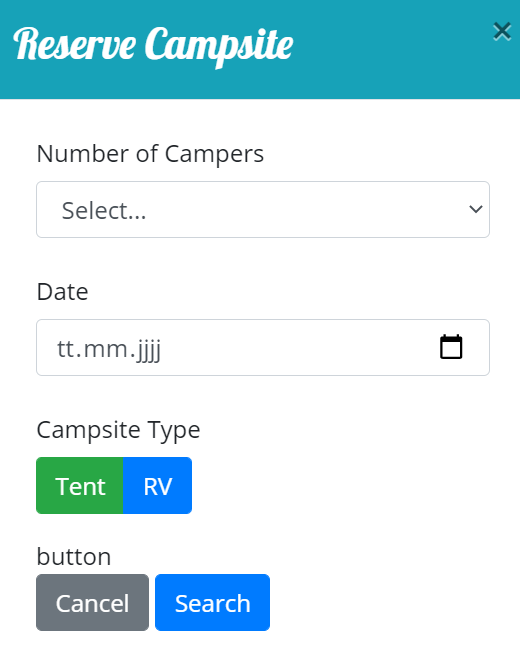 Reserve Campsite ×
Number of Campers
Select...
Date
tt.mm.jjjj
Campsite Type
Tent RV
button
Cancel Search